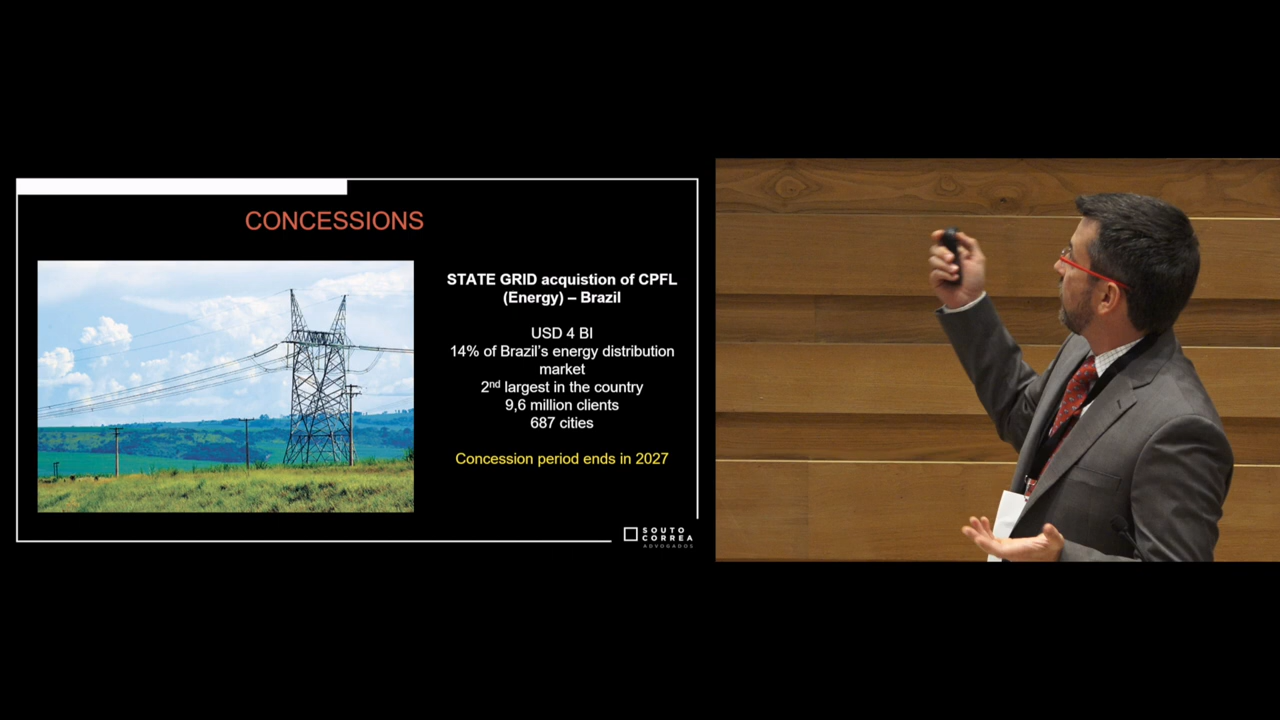 CONCESSIONS
STATE GRID acquistion of CPFL
(Energy) – Brazil
USD 4 BI
14% of Brazil's energy distribution
market
2nd largest in the country
9,6 million clients
687 cities
Concession period ends in 2027
SOUTO
CORREA
ADVOGADOS